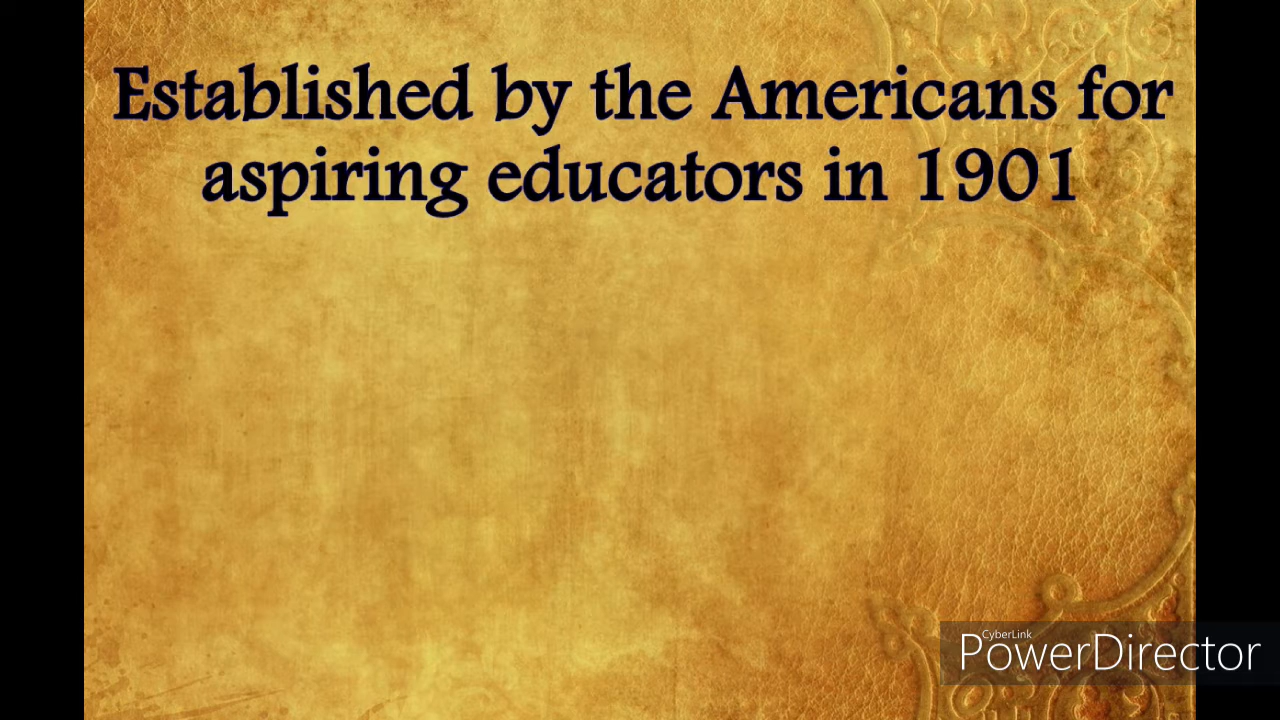 Established by the Americans for
aspiring educators in 1901
CyberLink
PowerDirector